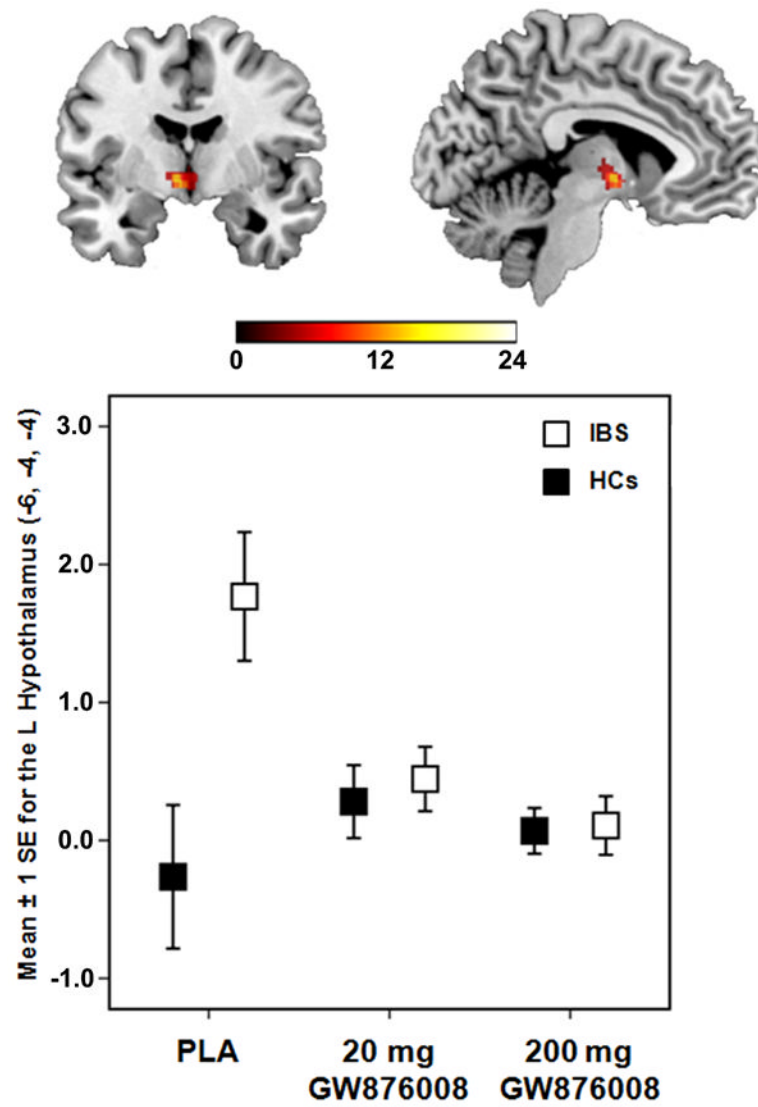 0 12 24
Mean ± 1 SE for the L Hypothalamus (-6, -4, -4)
3.0
2.0
1.0
0.0
-1.0
IBS
HCs
PLA 20 mg 200 mg
GW876008 GW876008